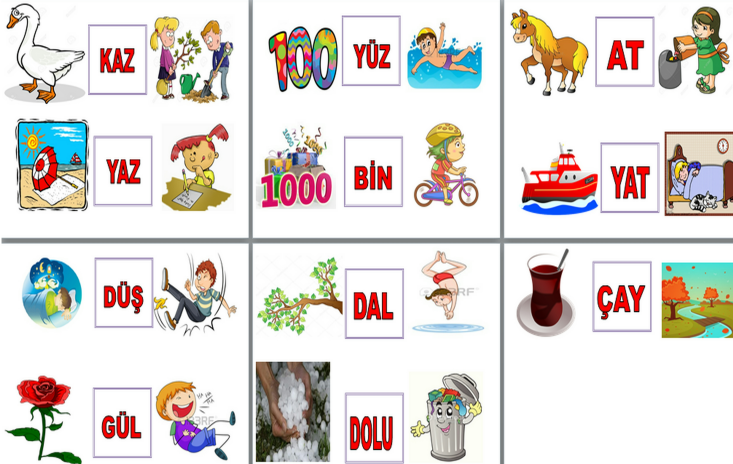 KAZ
100
YÜZ
AT
YAZ
1000
BİN
YAT
DÜŞ
DAL
ÇAY
GÜL
DOLU